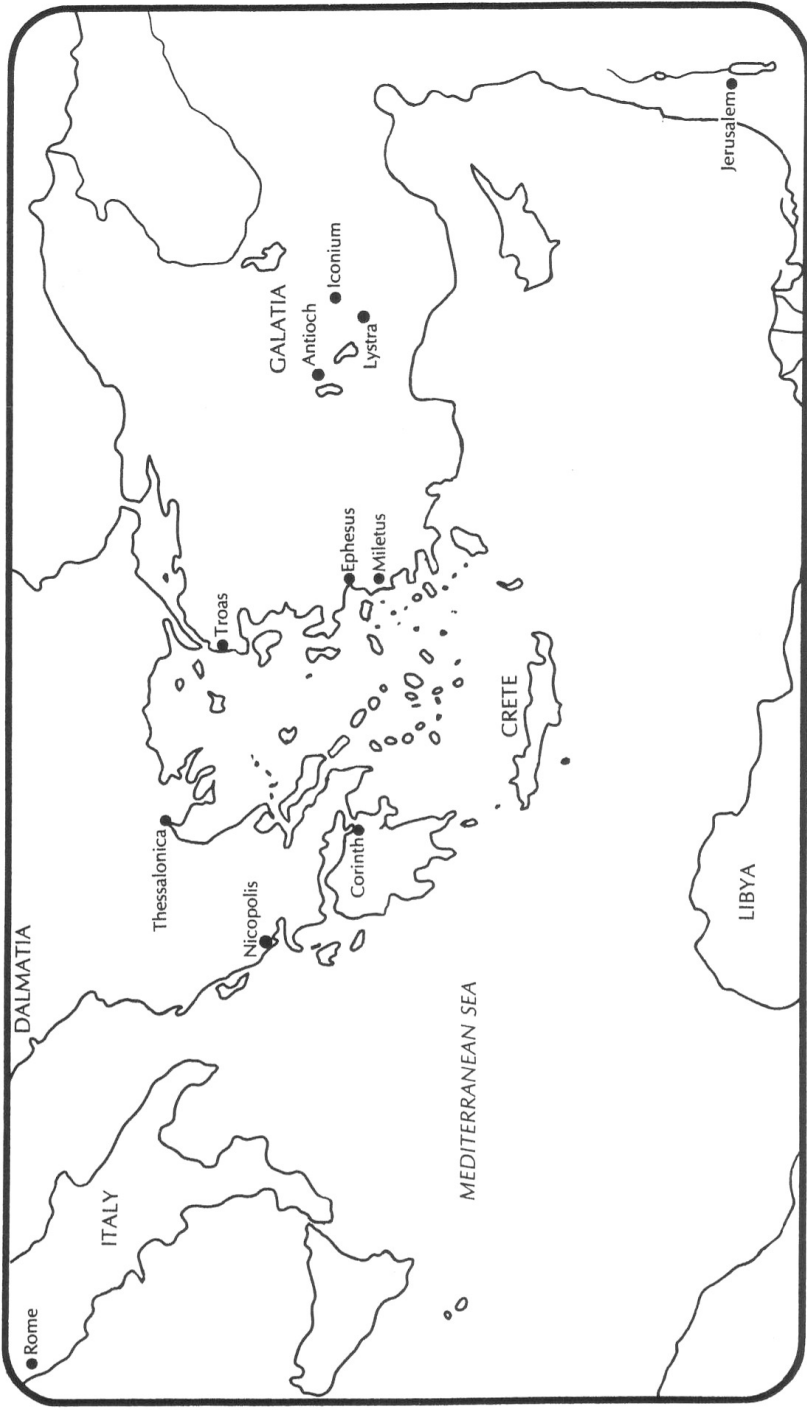 DALMATIA
Rome
ITALY
Thessalonica
Nicopolis
Troas
GALATIA
Antioch
Iconium
Lystra
Ephesus
Miletus
Corinth
CRETE
MEDITERRANEAN SEA
LIBYA
Jerusalem